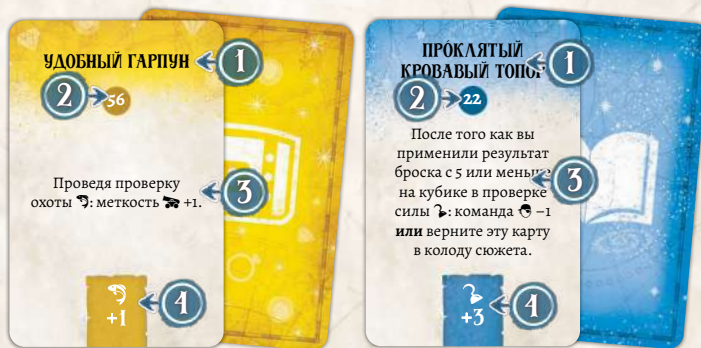 УДОБНЫЙ ГАРПУН
1
2
56
Проведя проверку
охоты : меткость +1.
3
+1
4
ПРОКЛЯТЫЙ
КРОВАВЫЙ ТОПОР
1
2
22
После того как вы
применили результат
броска с 5 или меньше
на кубике в проверке
силы : команда –1
или верните эту карту
в колоду сюжета.
3
+3
4